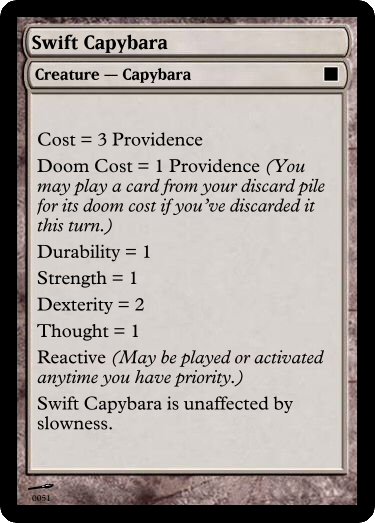 Swift Capybara
Creature — Capybara
Cost = 3 Providence
Doom Cost = 1 Providence (You
may play a card from your discard pile
for its doom cost if you've discarded it
this turn.)
Durability = 1
Strength = 1
Dexterity = 2
Thought = 1
Reactive (May be played or activated
anytime you have priority.)
Swift Capybara is unaffected by
slowness.
0051